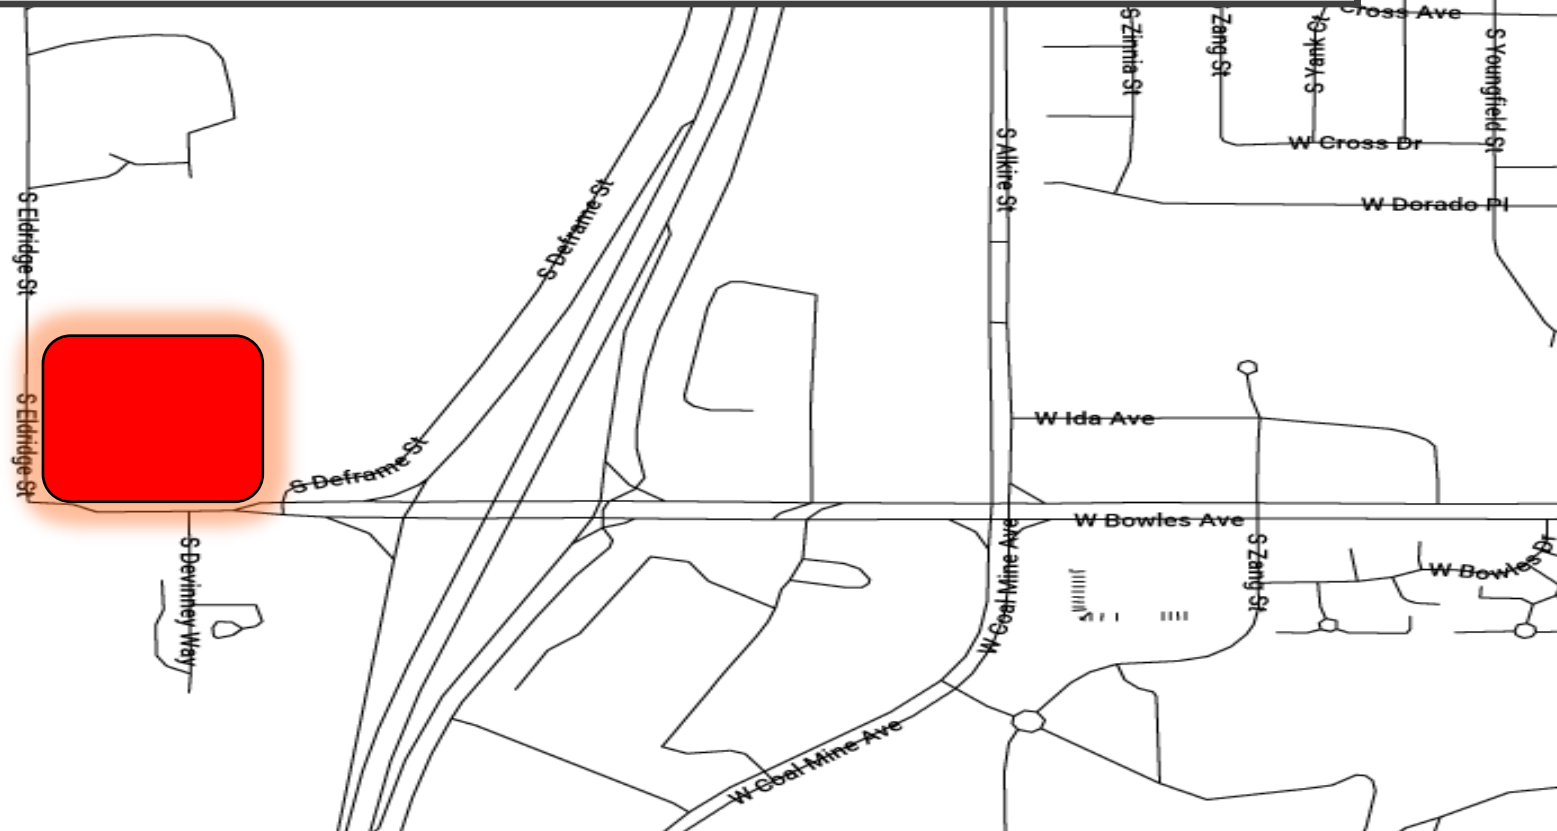 Cross Ave
S Zinnia St
Zang St
S Xenk Ct
S Youngfield St
W Cross Dr
S Alkire St
S Deframe St
W Dorado Pl
S Eldridge St
S Eldridge St
W Ida Ave
S Deframe St
W Bowles Ave
S Devinney Way
W Coal Mine Ave
S Zang St
W Bowles Dr
W Coal Mine Ave